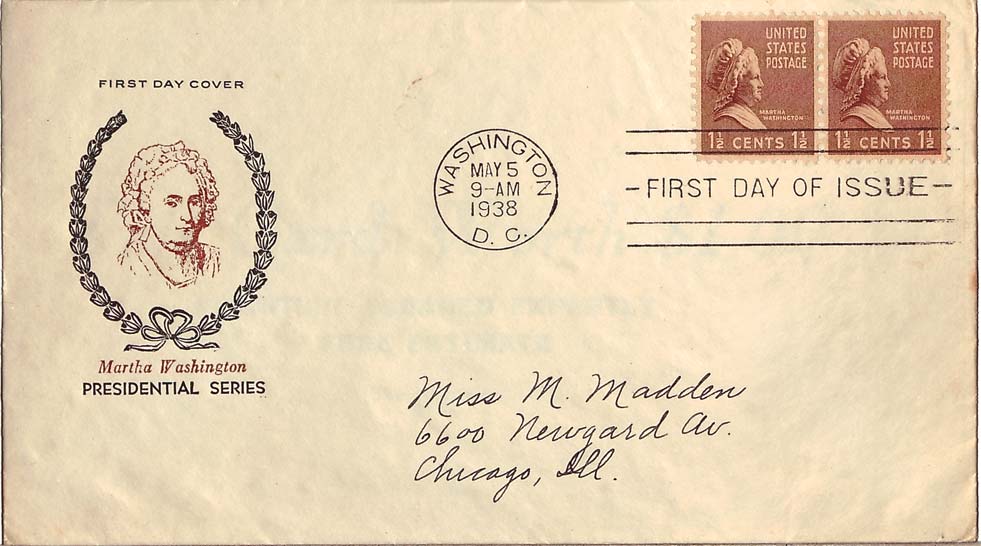 FIRST DAY COVER
Martha Washington
PRESIDENTIAL SERIES
WASHINGTON
MAY 5
9-AM
1938
D. C.
UNITED
STATES
POSTAGE
MARTHA
WASHINGTON
1½ CENTS 1½
UNITED
STATES
POSTAGE
MARTHA
WASHINGTON
1½ CENTS 1½
-FIRST DAY OF ISSUE-
Miss M. Madden
6600 Newgard Av.
Chicago, Ill.